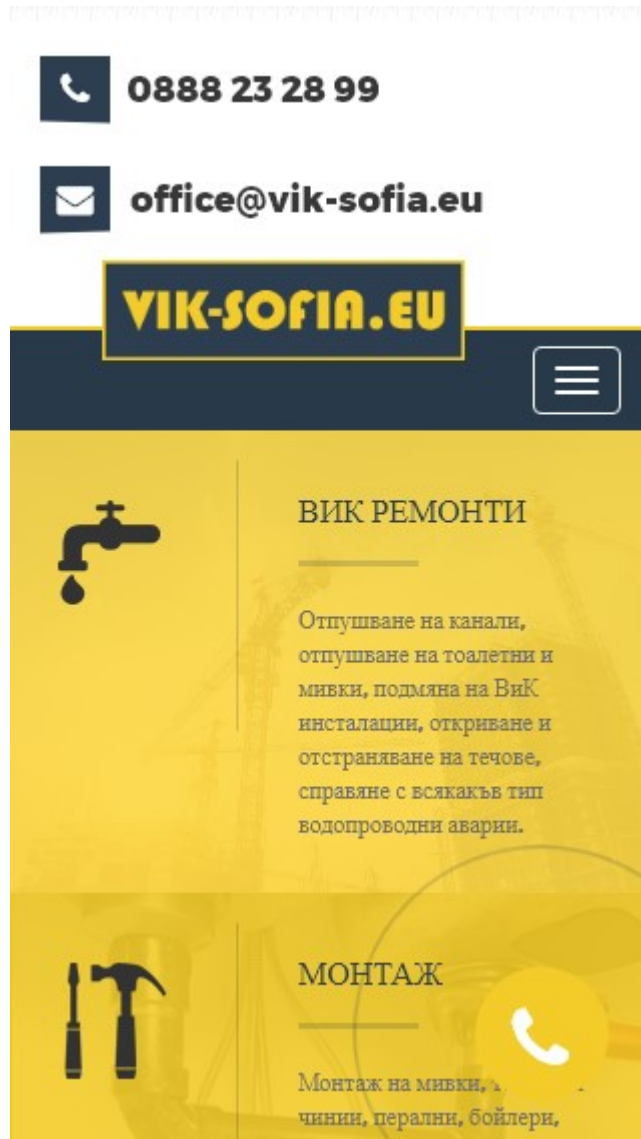 0888 23 28 99
office@vik-sofia.eu
VIK-SOFIA.EU
ВИК РЕМОНТИ
Отпушване на канали,
отпушване на тоалетни и
мивки, подмяна на ВиК
инсталации, откриване и
отстраняване на течове,
справяне с всякакъв тип
водопроводни аварии.
МОНТАЖ
Монтаж на мивки,
чинии, перални, бойлери,